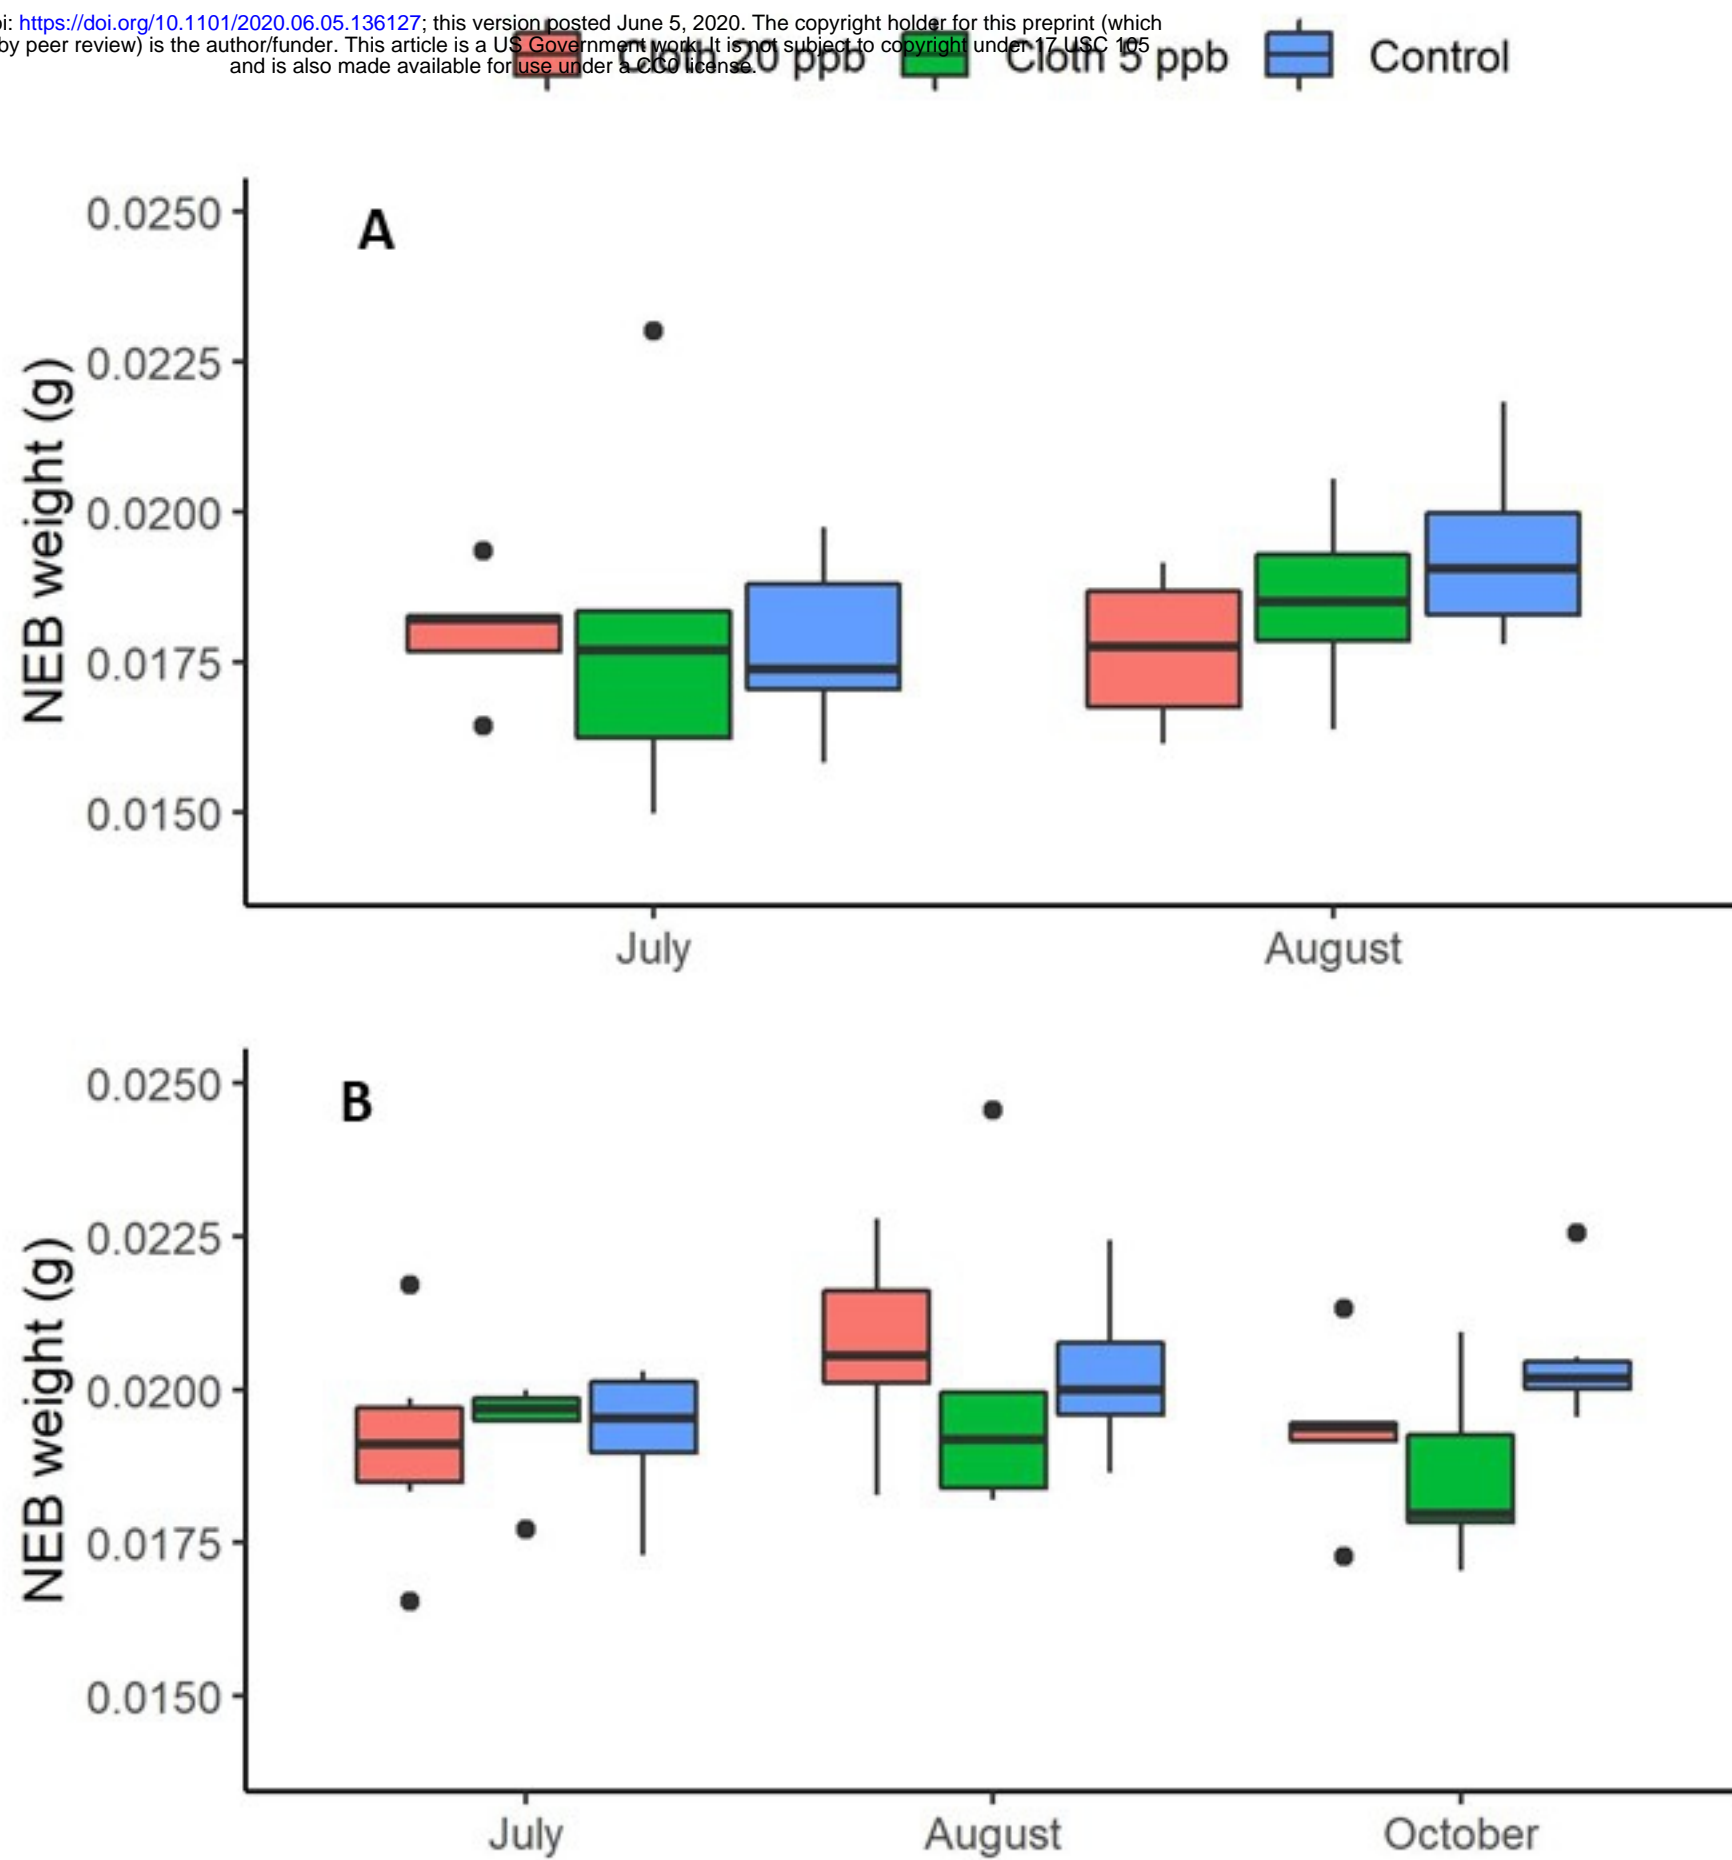 oi: https://doi.org/10.1101/2020.06.05.136127; this version posted June 5, 2020. The copyright holder for this preprint (which
by peer review) is the author/funder. This article is a US Government work. It is not subject to copyright under 17 USC 105
and is also made available for use under a CC0 license.
Cloth 20 ppb Cloth 5 ppb Control
A
NEB weight (g)
0.0250
0.0225
0.0200
0.0175
0.0150
July August
B
NEB weight (g)
0.0250
0.0225
0.0200
0.0175
0.0150
July August October